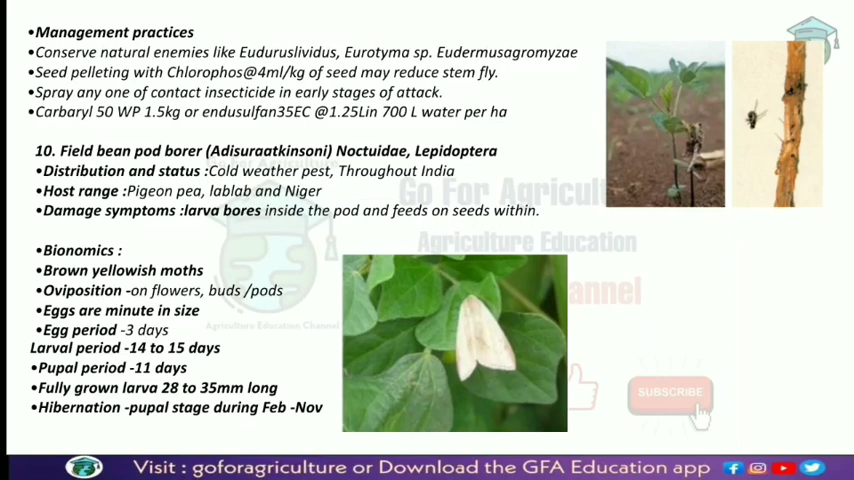 •Management practices
•Conserve natural enemies like Euduruslividus, Eurotyma sp. Eudermusagromyzae
•Seed pelleting with Chlorophos@4ml/kg of seed may reduce stem fly.
•Spray any one of contact insecticide in early stages of attack.
•Carbaryl 50 WP 1.5kg or endusulfan35EC @1.25Lin 700 L water per ha
10. Field bean pod borer (Adisuraatkinsoni) Noctuidae, Lepidoptera
•Distribution and status :Cold weather pest, Throughout India
•Host range :Pigeon pea, lablab and Niger
•Damage symptoms :larva bores inside the pod and feeds on seeds within.
Go For Agricult
Agriculture Education
hannel
•Bionomics :
•Brown yellowish moths
•Oviposition -on flowers, buds /pods
•Eggs are minute in size
Agriculture Education Channel
•Egg period -3 days
Larval period -14 to 15 days
•Pupal period -11 days
•Fully grown larva 28 to 35mm long
•Hibernation -pupal stage during Feb -Nov
SUBSCRIBE
Visit : goforagriculture or Download the GFA Education app